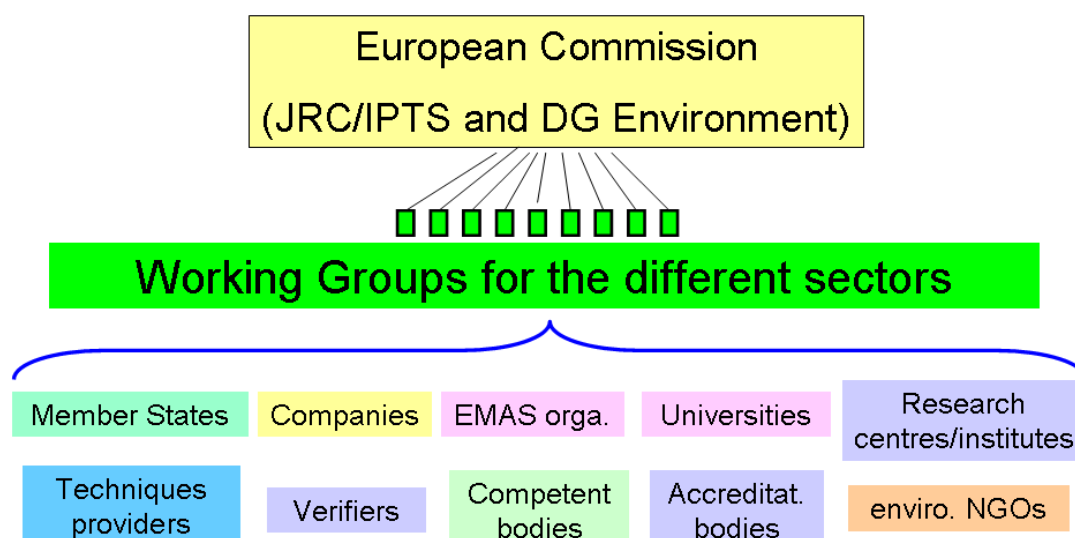 European Commission
(JRC/IPTS and DG Environment)
Working Groups for the different sectors
Member States
Companies
EMAS orga.
Universities
Research
centres/institutes
Techniques
providers
Verifiers
Competent
bodies
Accreditat.
bodies
enviro. NGOs